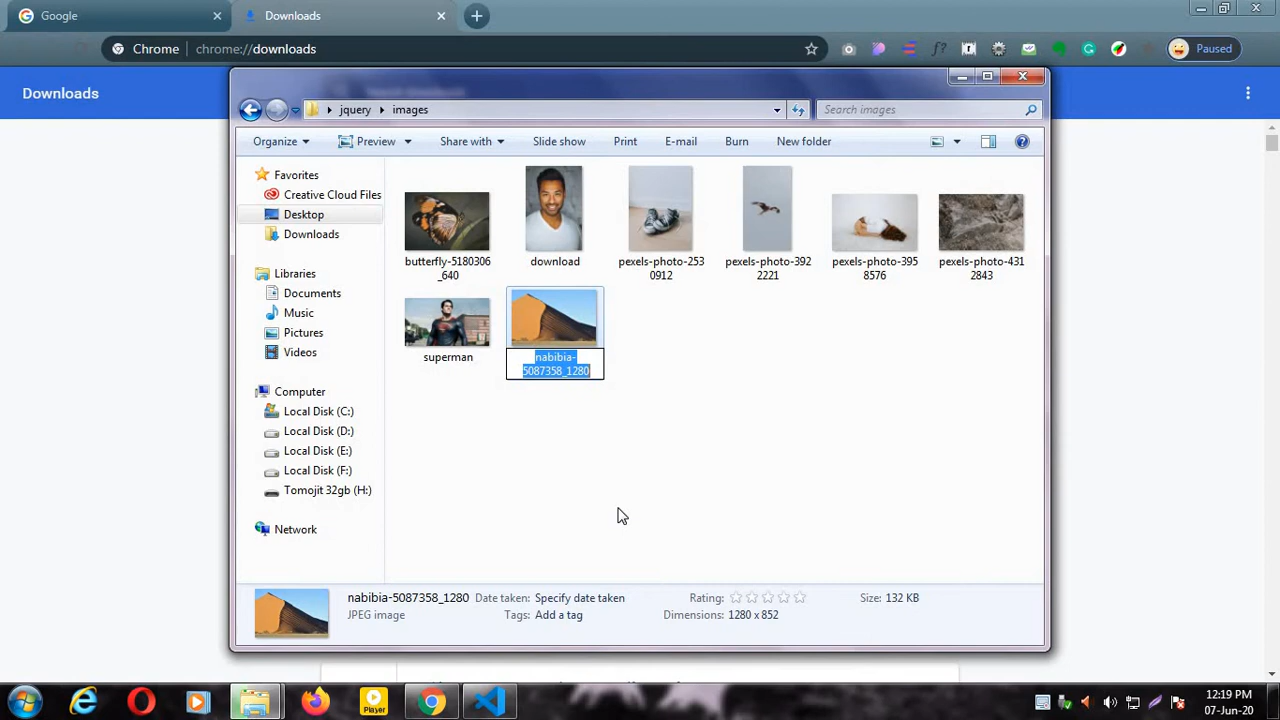 Google
Downloads
Chrome
chrome://downloads
Paused
Downloads
jquery
images
Search images
Organize
Preview
Share with
Slide show
Print
E-mail
Burn
New folder
Favorites
Creative Cloud Files
Desktop
Downloads
Libraries
Documents
Music
Pictures
Videos
Computer
Local Disk (C:)
Local Disk (D:)
Local Disk (E:)
Local Disk (F:)
Tomojit 32gb (H:)
Network
butterfly-5180306
_640
download
pexels-photo-253
0912
pexels-photo-392
2221
pexels-photo-395
8576
pexels-photo-431
2843
superman
nabibia-
5087358_1280
nabibia-5087358_1280
JPEG image
Date taken: Specify date taken
Tags: Add a tag
Rating:
Dimensions: 1280 x 852
Size: 132 KB
Player
12:19 PM
07-Jun-20